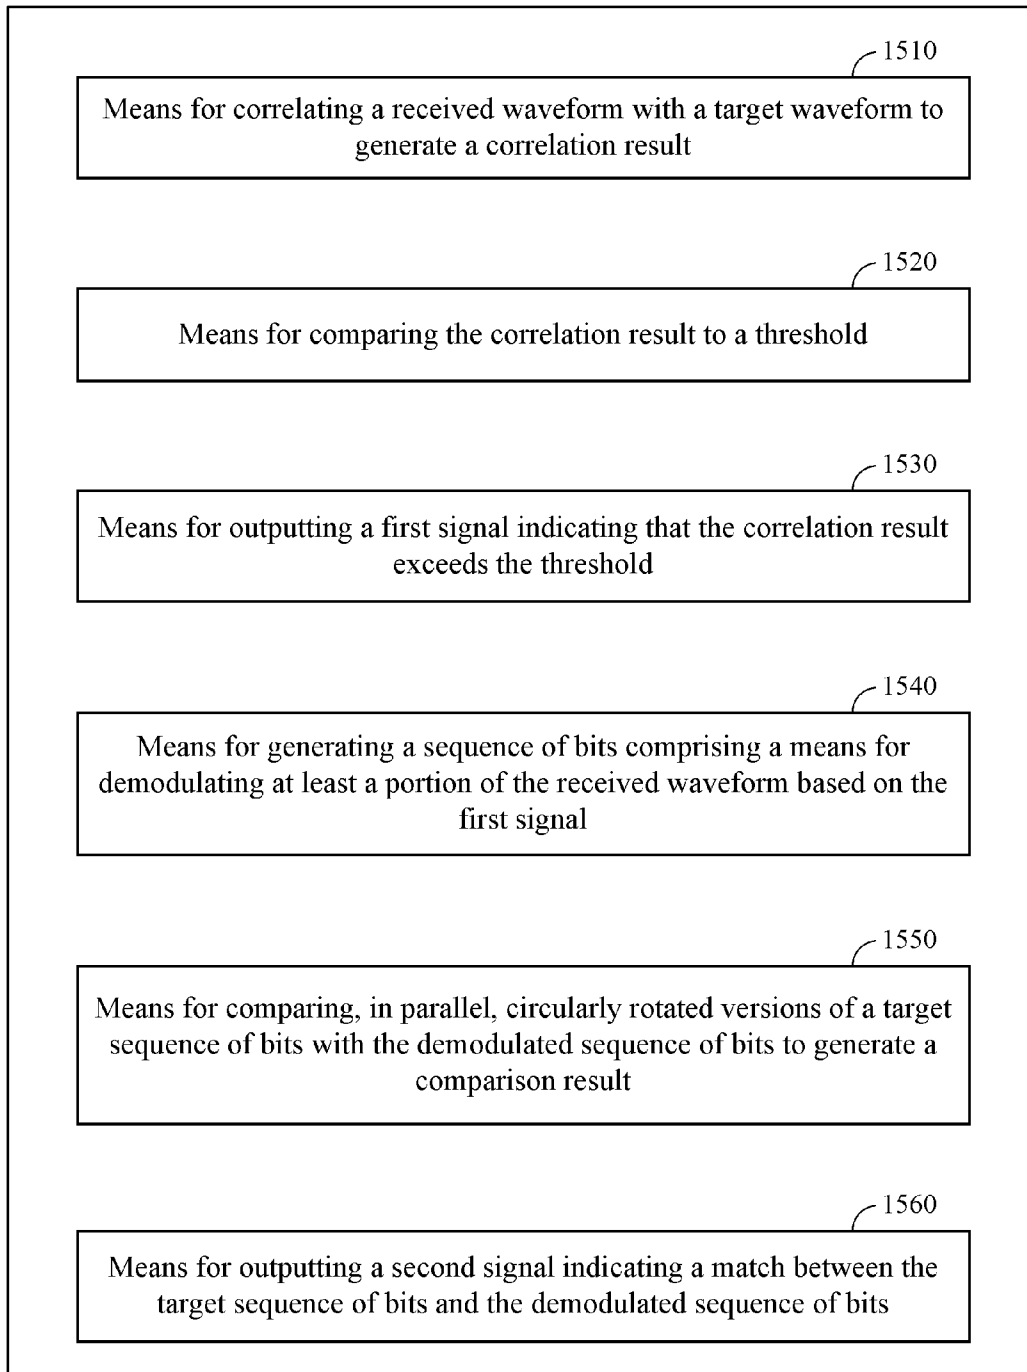 1510
Means for correlating a received waveform with a target waveform to
generate a correlation result
1520
Means for comparing the correlation result to a threshold
1530
Means for outputting a first signal indicating that the correlation result
exceeds the threshold
1540
Means for generating a sequence of bits comprising a means for
demodulating at least a portion of the received waveform based on the
first signal
1550
Means for comparing, in parallel, circularly rotated versions of a target
sequence of bits with the demodulated sequence of bits to generate a
comparison result
1560
Means for outputting a second signal indicating a match between the
target sequence of bits and the demodulated sequence of bits